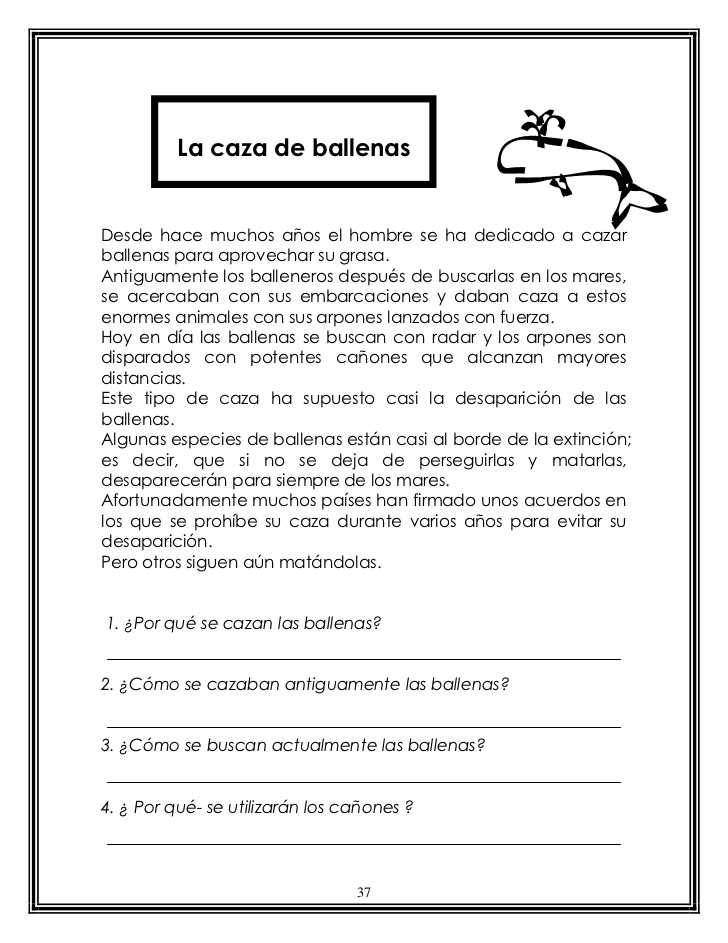 La caza de ballenas
Desde hace muchos años el hombre se ha dedicado a cazar
ballenas para aprovechar su grasa.
Antiguamente los balleneros después de buscarlas en los mares,
se acercaban con sus embarcaciones y daban caza a estos
enormes animales con sus arpones lanzados con fuerza.
Hoy en día las ballenas se buscan con radar y los arpones son
disparados con potentes cañones que alcanzan mayores
distancias.
Este tipo de caza ha supuesto casi la desaparición de las
ballenas.
Algunas especies de ballenas están casi al borde de la extinción;
es decir, que si no se deja de perseguirlas y matarlas,
desaparecerán para siempre de los mares.
Afortunadamente muchos países han firmado unos acuerdos en
los que se prohíbe su caza durante varios años para evitar su
desaparición.
Pero otros siguen aún matándolas.
1. ¿Por qué se cazan las ballenas?
2. ¿Cómo se cazaban antiguamente las ballenas?
3. ¿Cómo se buscan actualmente las ballenas?
4. ¿ Por qué- se utilizarán los cañones ?
37